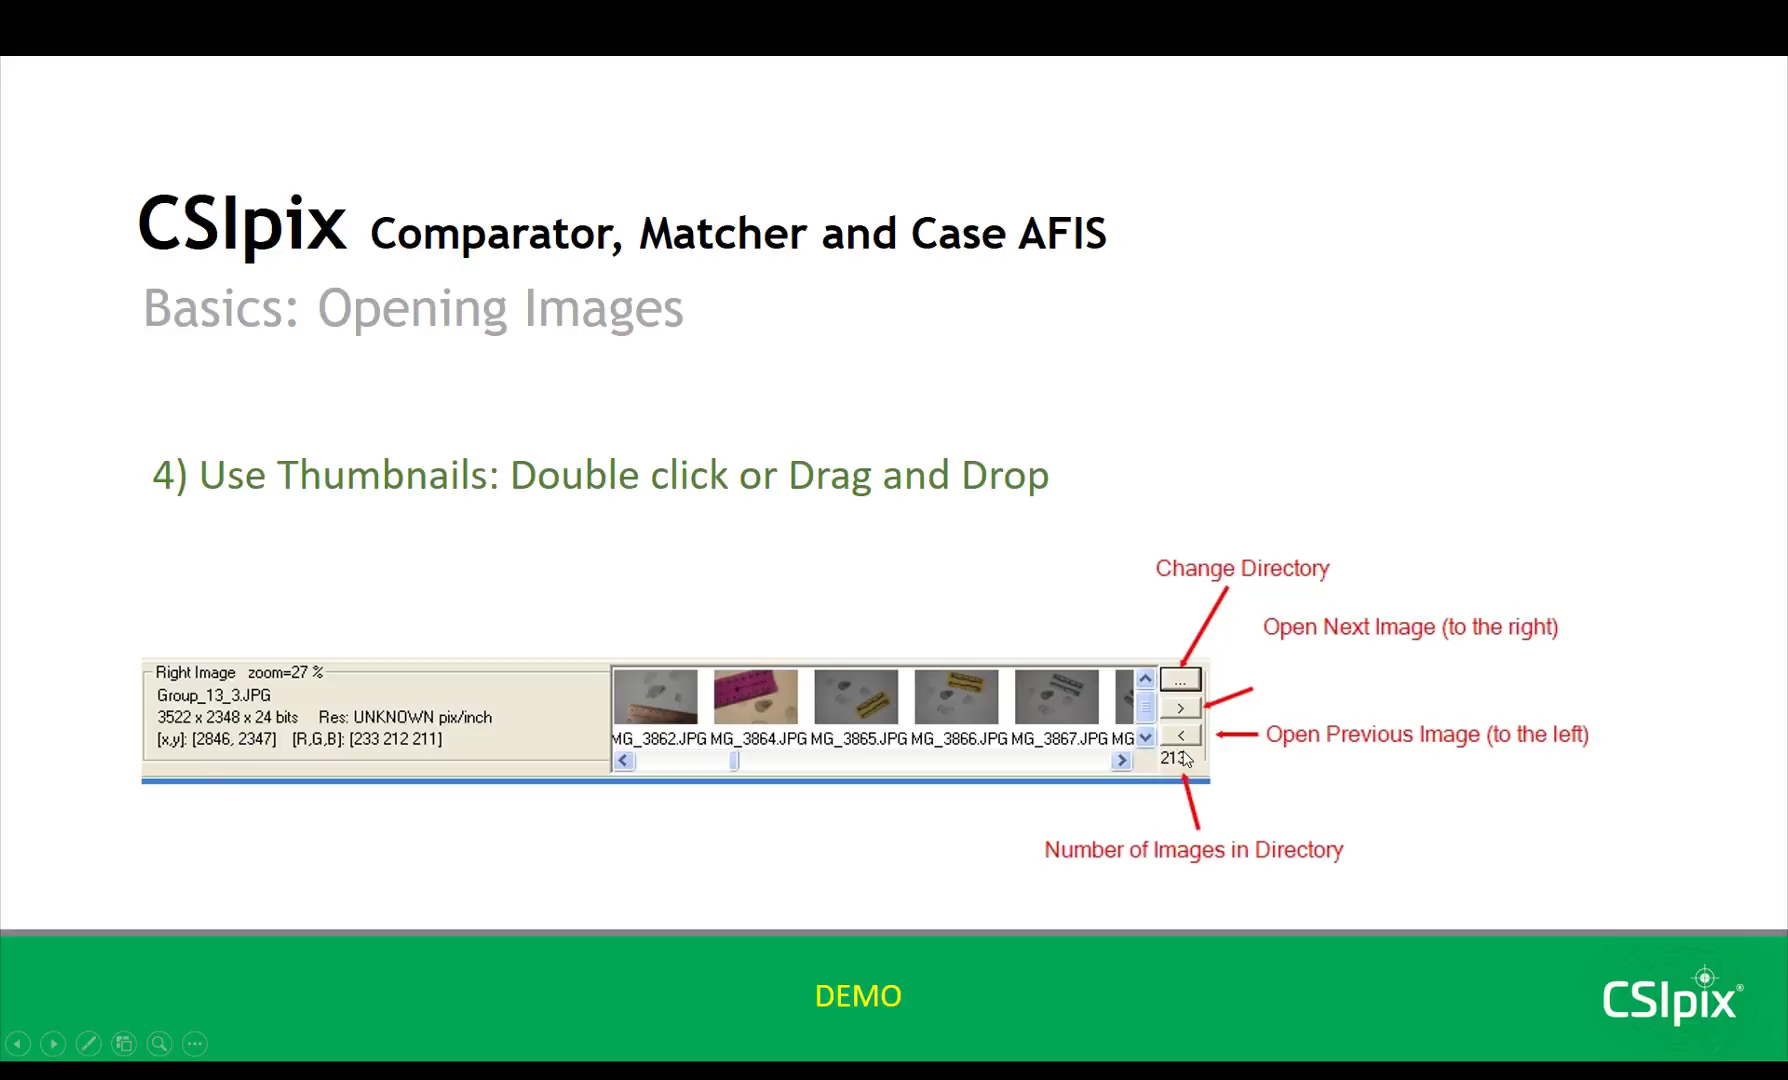 CSIpix Comparator, Matcher and Case AFIS
Basics: Opening Images
4) Use Thumbnails: Double click or Drag and Drop
Change Directory
Open Next Image (to the right)
Right Image zoom=27 %
Group_13_3.JPG
3522 x 2348 x 24 bits Res: UNKNOWN pix/inch
[x,y]: [2846, 2347] [R,G,B]: [233 212 211]
MG_3862.JPG MG_3864.JPG MG_3865.JPG MG_3866.JPG MG_3867.JPG MG
...
>
<
213
Open Previous Image (to the left)
Number of Images in Directory
DEMO
CSIpix®